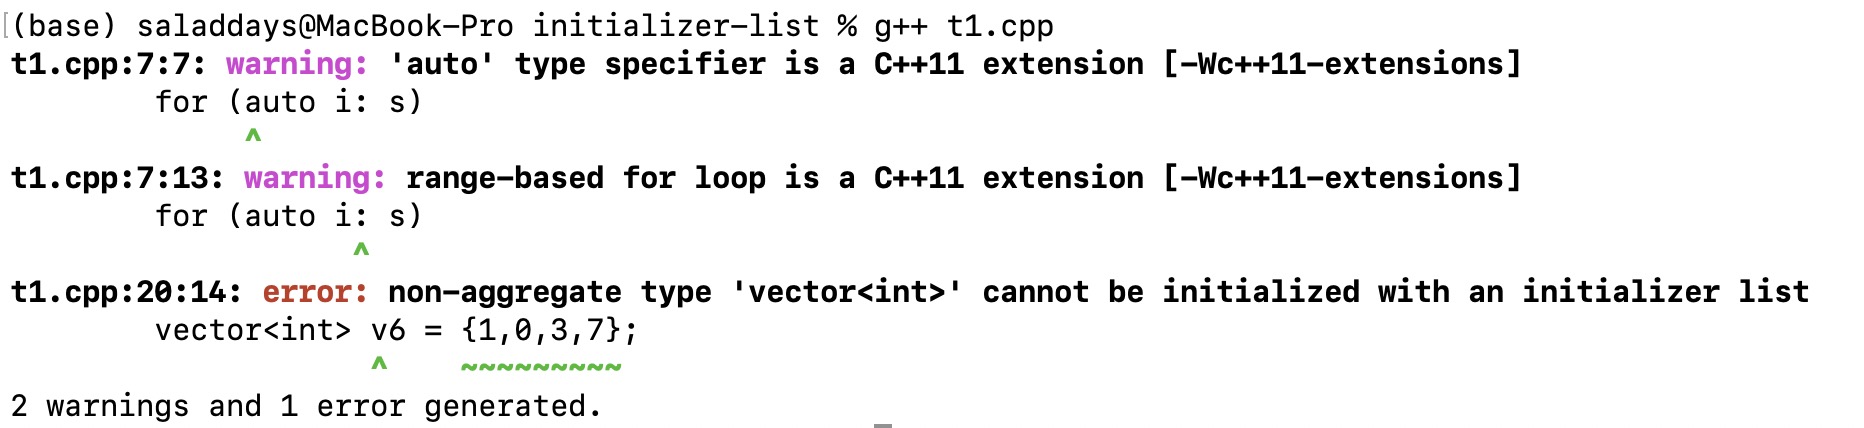 (base) saladdays@MacBook-Pro initializer-list % g++ t1.cpp
t1.cpp:7:7: warning: 'auto' type specifier is a C++11 extension [-Wc++11-extensions]
        for (auto i: s)
             ^
t1.cpp:7:13: warning: range-based for loop is a C++11 extension [-Wc++11-extensions]
        for (auto i: s)
                   ^
t1.cpp:20:14: error: non-aggregate type 'vector<int>' cannot be initialized with an initializer list
        vector<int> v6 = {1,0,3,7};
                    ^    ~~~~~~~~~
2 warnings and 1 error generated.